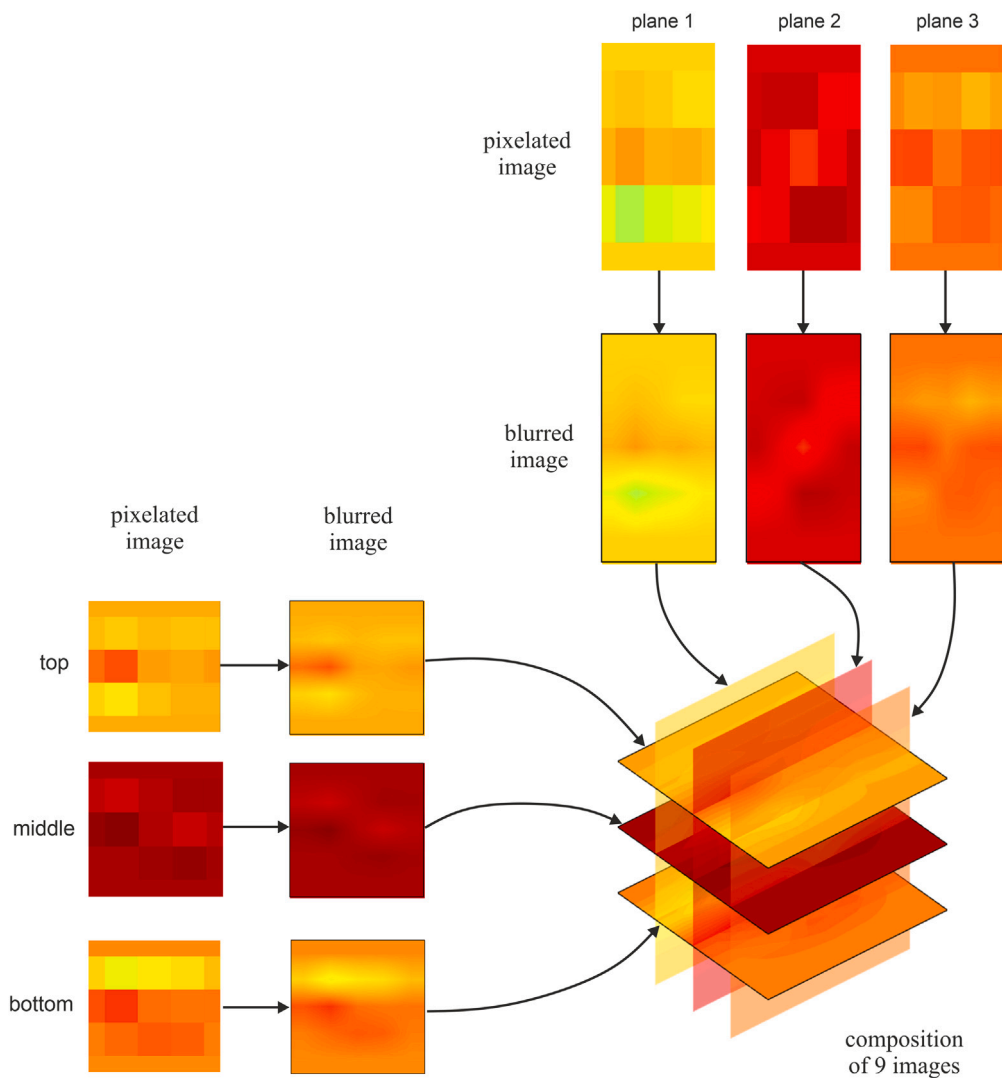 plane 1
plane 2
plane 3
pixelated
image
blurred
image
pixelated
image
blurred
image
top
middle
bottom
composition
of 9 images